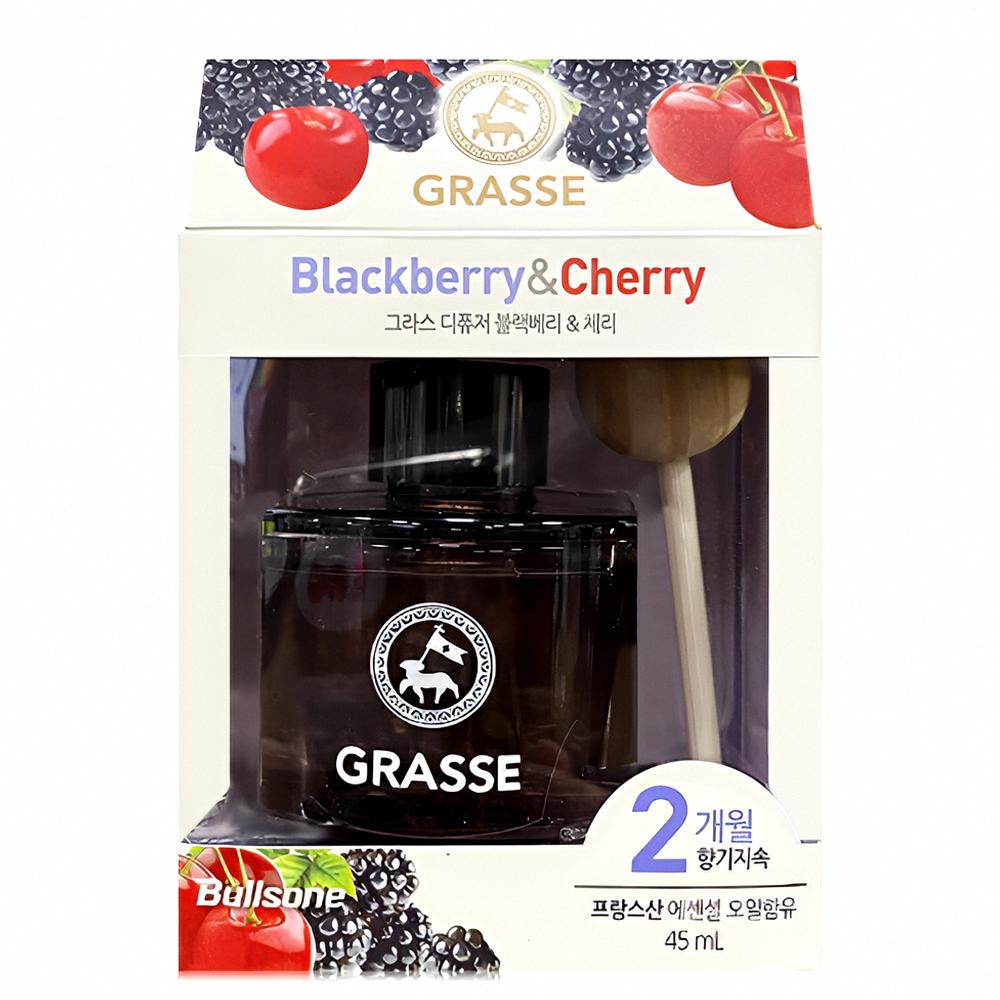 GRASSE
Blackberry&Cherry
그라스 디퓨저 블랙베리 & 체리
GRASSE
2개월
향기지속
Bullsone
프랑스산 에센셜 오일함유
45 mL